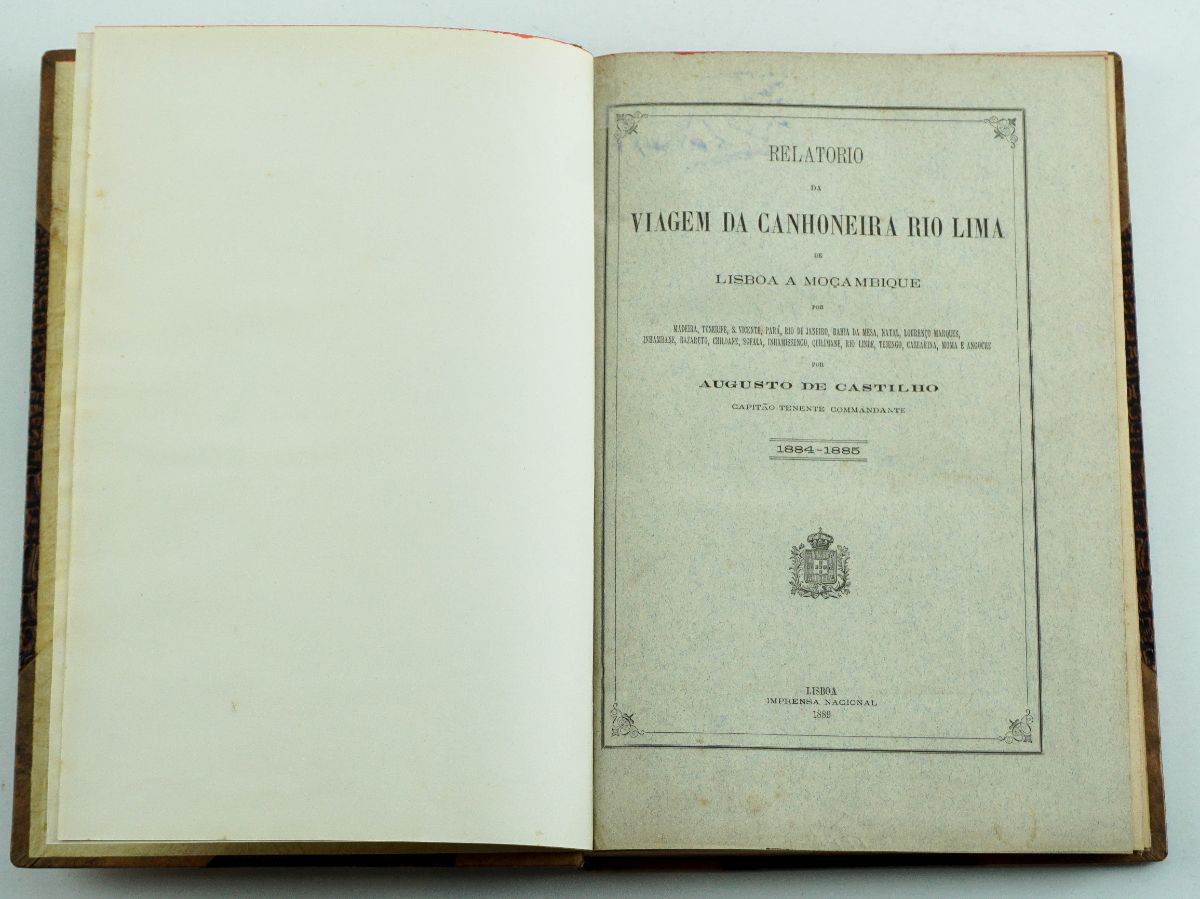 RELATORIO
DA
VIAGEM DA CANHONEIRA RIO LIMA
DE
LISBOA A MOÇAMBIQUE
POR
MADEIRA, TENERIFE, S. VICENTE, PARÁ, RIO DE JANEIRO, BAHIA DA MESA, NATAL, LOURENÇO MARQUES,
INHAMBANE, BAZARUTO, CHILOANE, SOFALA, INHAMISSENGO, QUILIMANE, RIO LINDE, TEJUNGO, MOMA E ANGOCHE
POR
AUGUSTO DE CASTILHO
CAPITÃO TENENTE COMMANDANTE
1884-1885
LISBOA
IMPRENSA NACIONAL
1889